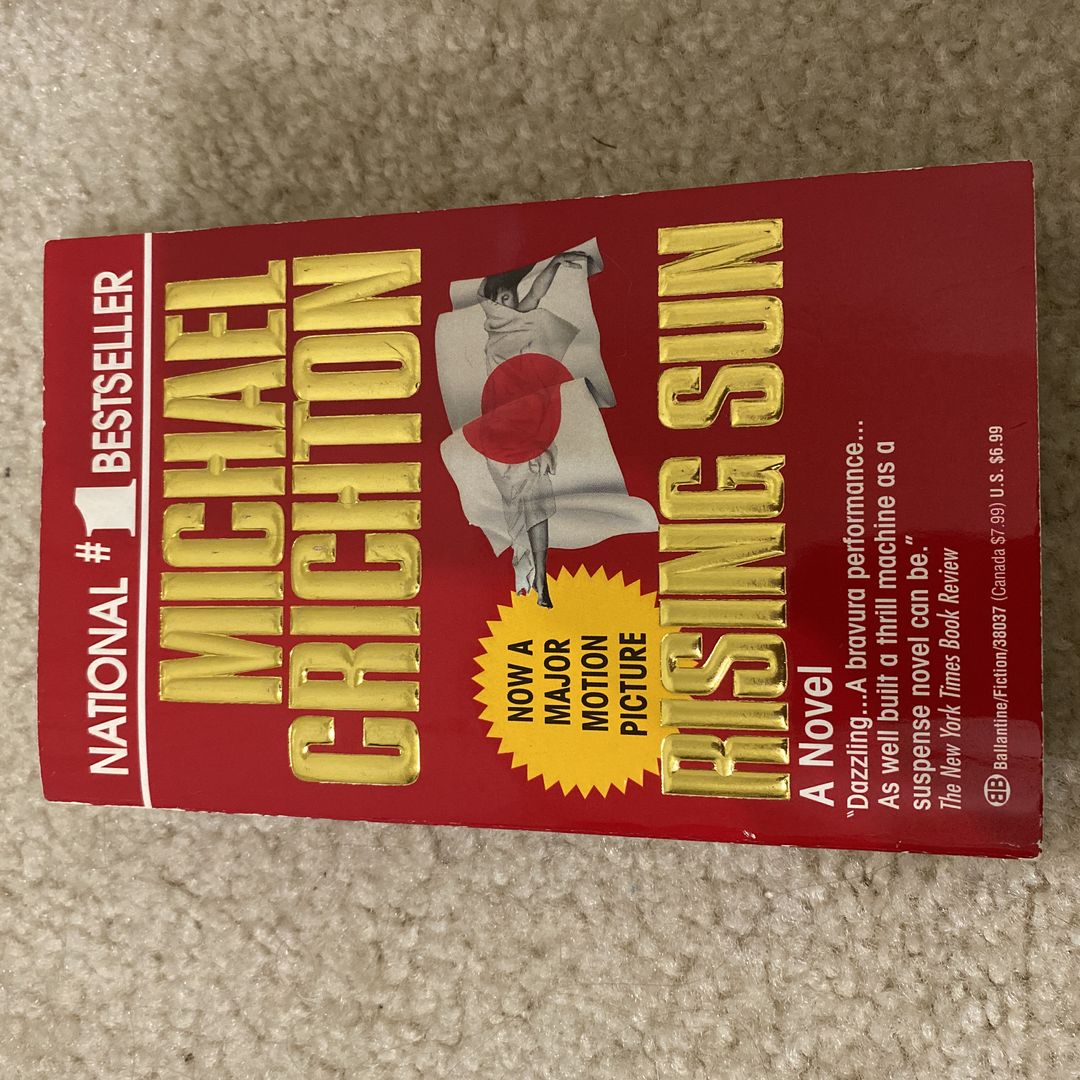 NATIONAL #1 BESTSELLER
MICHAEL
CRICHTON
NOW A
MAJOR
MOTION
PICTURE
RISING SUN
A Novel
"Dazzling...A bravura performance...
As well built a thrill machine as a
suspense novel can be."
The New York Times Book Review
BB Ballantine/Fiction/38037 (Canada $7.99) U.S. $6.99